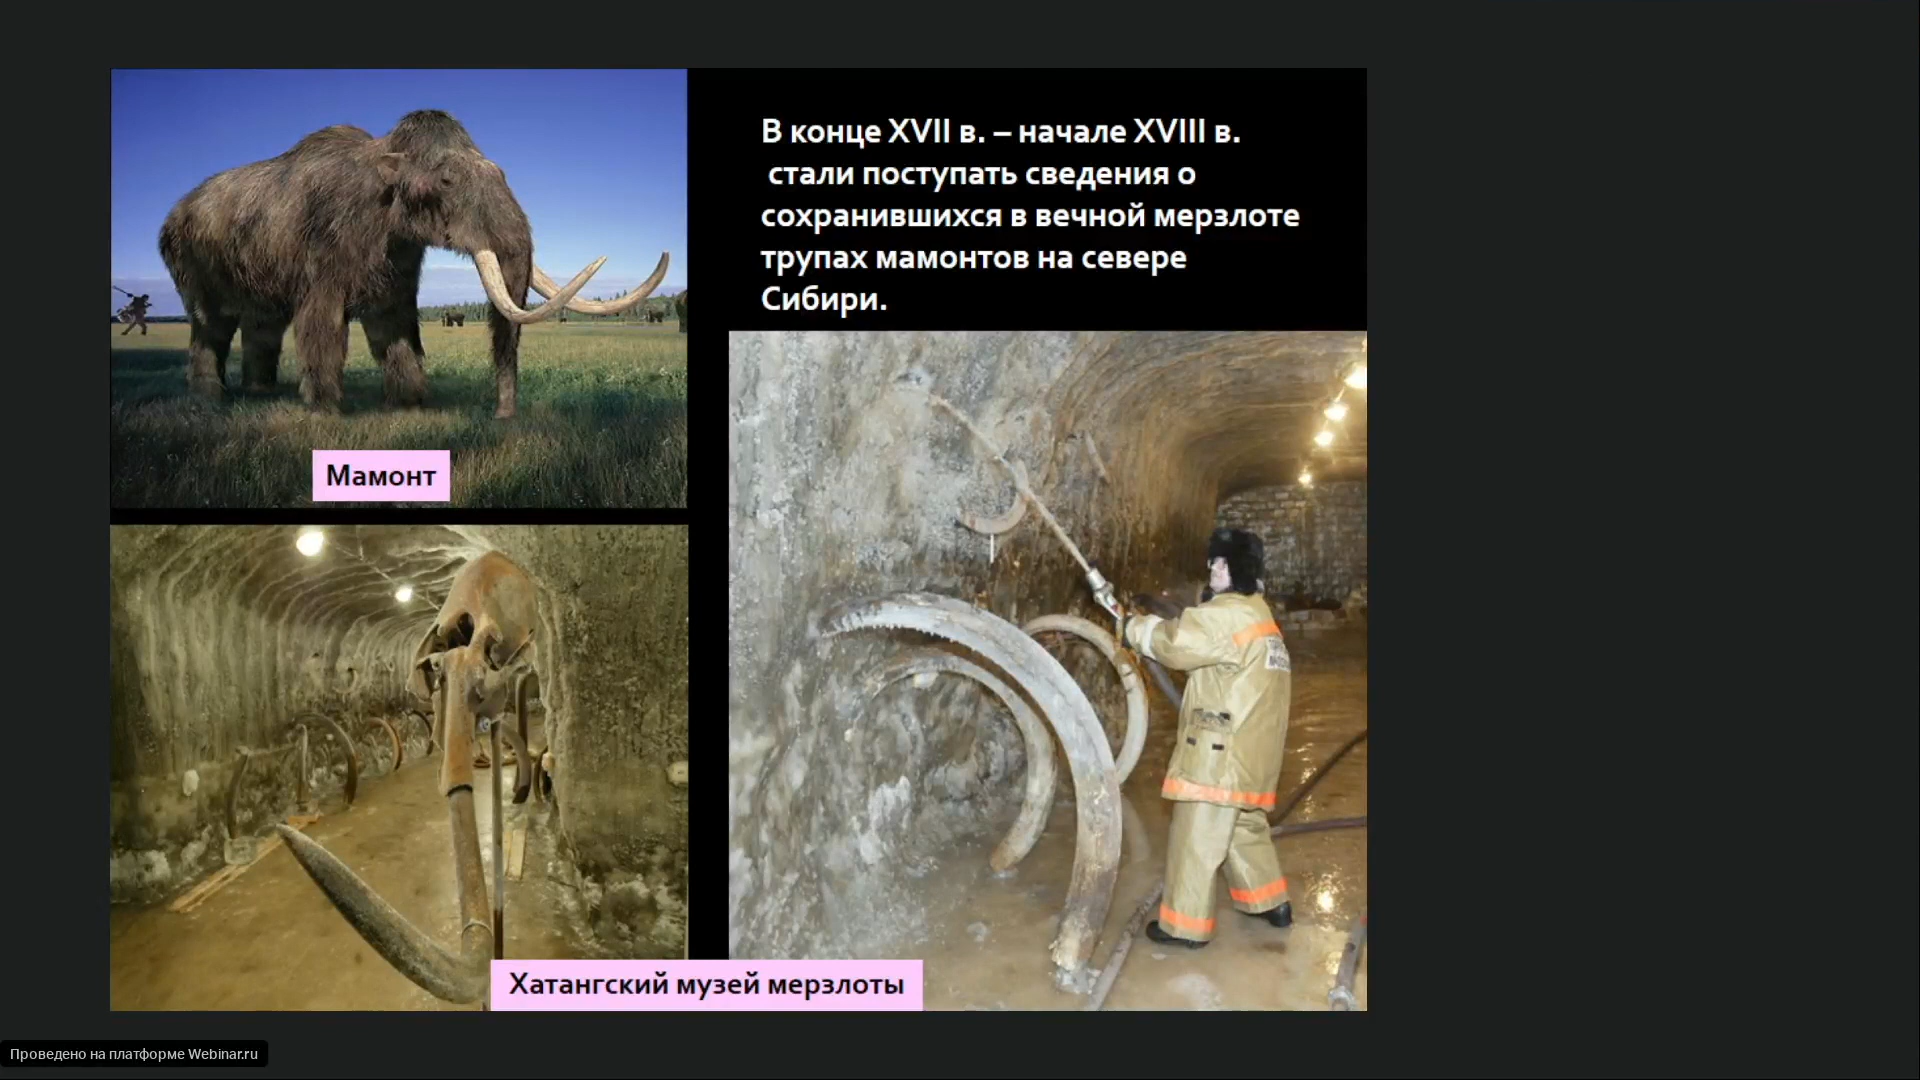 В конце XVII в. – начале XVIII в.
стали поступать сведения о
сохранившихся в вечной мерзлоте
трупах мамонтов на севере
Сибири.
Мамонт
Хатангский музей мерзлоты
Проведено на платформе Webinar.ru